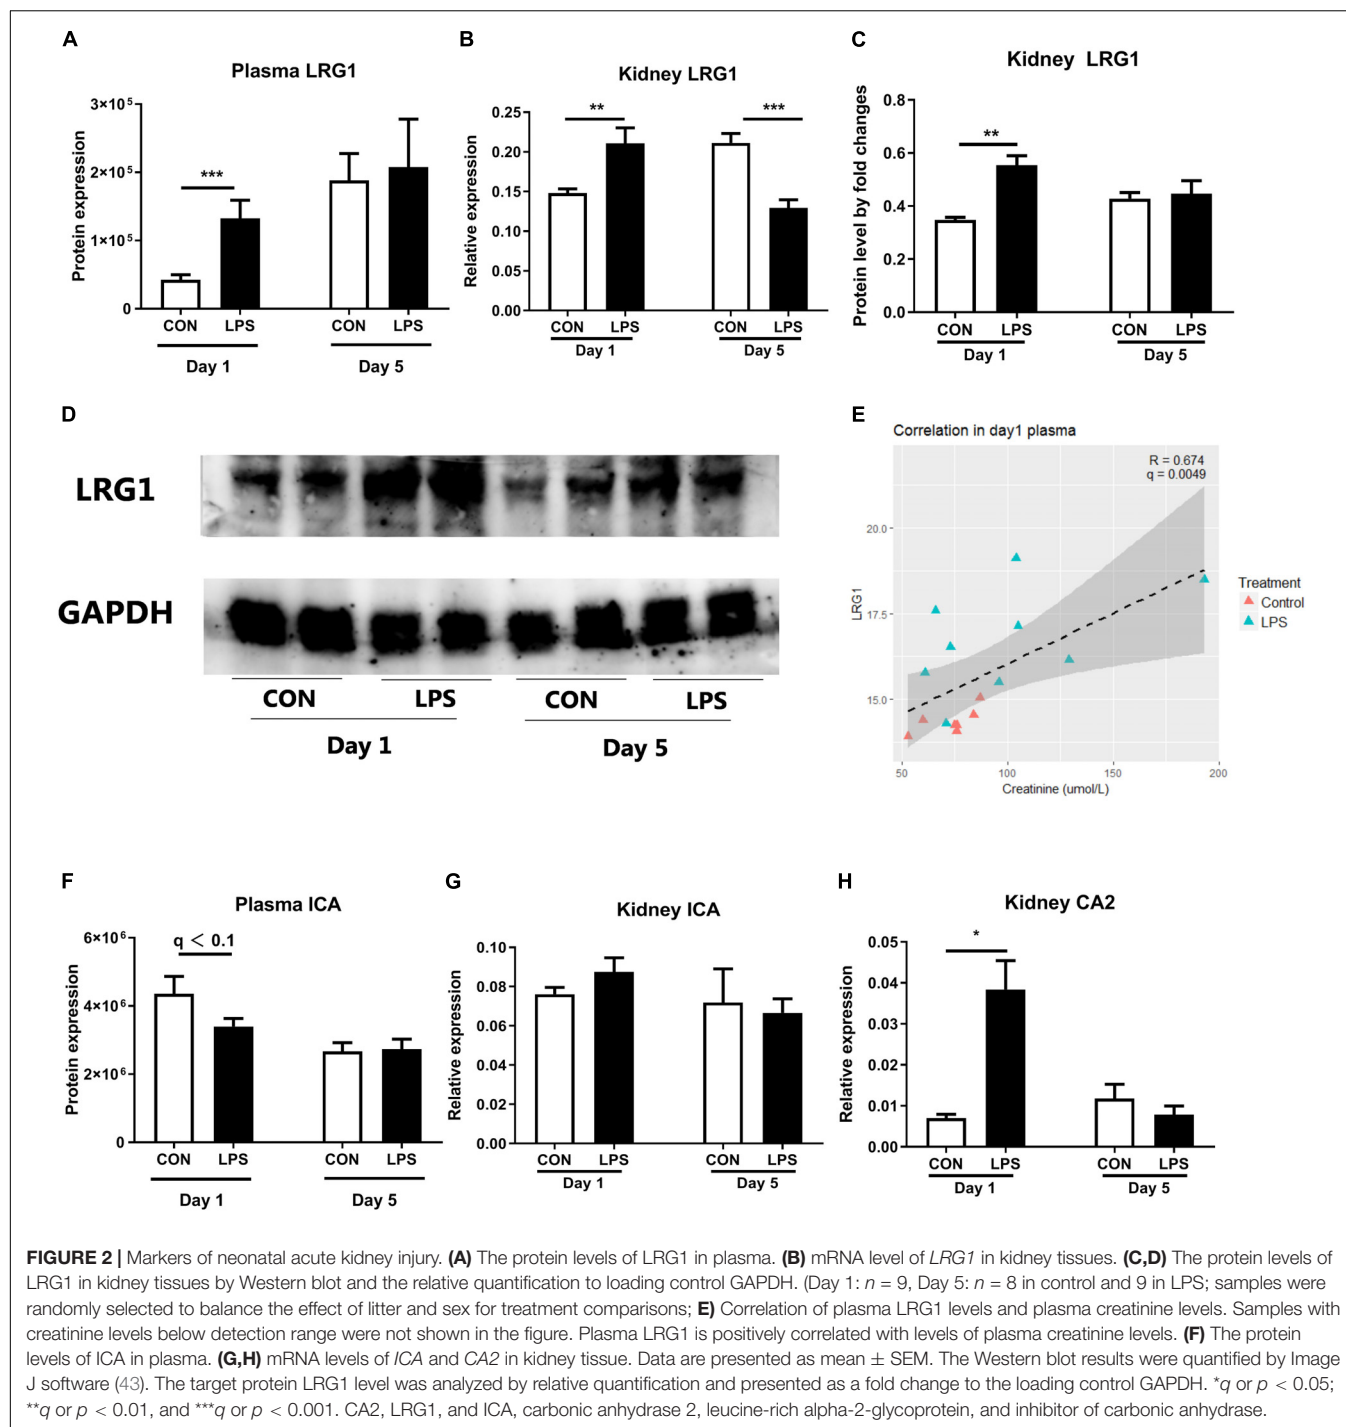 A
Plasma LRG1
Protein expression
3×10⁵
2×10⁵
1×10⁵
0
***
CON LPS CON LPS
Day 1 Day 5
B
Kidney LRG1
Relative expression
0.25
0.20
0.15
0.10
0.05
0.00
** ***
CON LPS CON LPS
Day 1 Day 5
C
Kidney LRG1
Protein level by fold changes
0.8
0.6
0.4
0.2
0.0
**
CON LPS CON LPS
Day 1 Day 5
D
LRG1
GAPDH
CON LPS CON LPS
Day 1 Day 5
E
Correlation in day1 plasma
R = 0.674
q = 0.0049
LRG1
20.0
17.5
15.0
50 100 150 200
Creatinine (umol/L)
Treatment
Control
LPS
F
Plasma ICA
Protein expression
6×10⁶
4×10⁶
2×10⁶
0
q < 0.1
CON LPS CON LPS
Day 1 Day 5
G
Kidney ICA
Relative expression
0.10
0.08
0.06
0.04
0.02
0.00
CON LPS CON LPS
Day 1 Day 5
H
Kidney CA2
Relative expression
0.05
0.04
0.03
0.02
0.01
0.00
*
CON LPS CON LPS
Day 1 Day 5
FIGURE 2 | Markers of neonatal acute kidney injury. (A) The protein levels of LRG1 in plasma. (B) mRNA level of LRG1 in kidney tissues. (C,D) The protein levels of
LRG1 in kidney tissues by Western blot and the relative quantification to loading control GAPDH. (Day 1: n = 9, Day 5: n = 8 in control and 9 in LPS; samples were
randomly selected to balance the effect of litter and sex for treatment comparisons; E) Correlation of plasma LRG1 levels and plasma creatinine levels. Samples with
creatinine levels below detection range were not shown in the figure. Plasma LRG1 is positively correlated with levels of plasma creatinine levels. (F) The protein
levels of ICA in plasma. (G,H) mRNA levels of ICA and CA2 in kidney tissue. Data are presented as mean ± SEM. The Western blot results were quantified by Image
J software (43). The target protein LRG1 level was analyzed by relative quantification and presented as a fold change to the loading control GAPDH. *q or p < 0.05;
**q or p < 0.01, and ***q or p < 0.001. CA2, LRG1, and ICA, carbonic anhydrase 2, leucine-rich alpha-2-glycoprotein, and inhibitor of carbonic anhydrase.